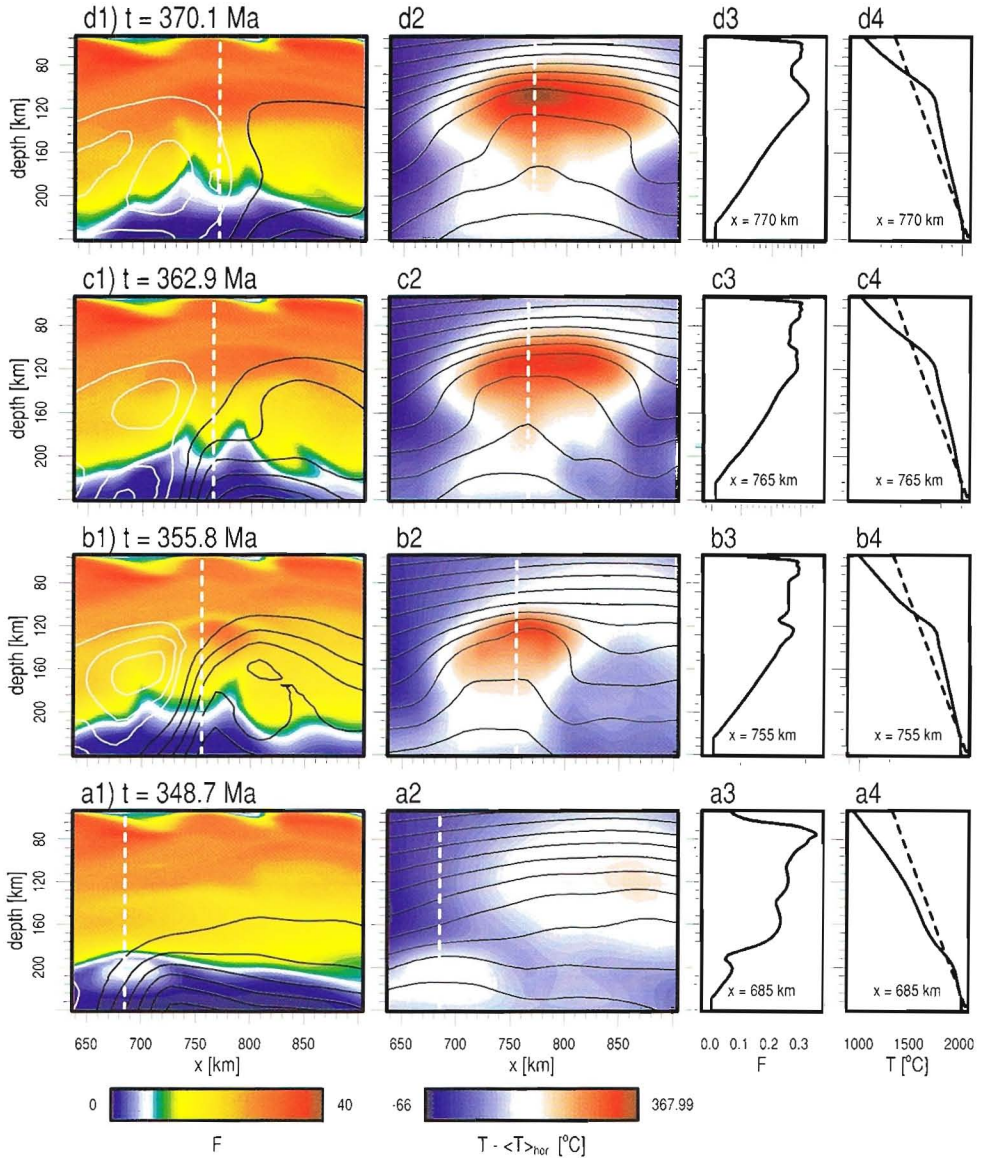 d1) t = 370.1 Ma
d2
d3
d4
depth [km]
80
120
160
200
x = 770 km
x = 770 km
c1) t = 362.9 Ma
c2
c3
c4
depth [km]
80
120
160
200
x = 765 km
x = 765 km
b1) t = 355.8 Ma
b2
b3
b4
depth [km]
80
120
160
200
x = 755 km
x = 755 km
a1) t = 348.7 Ma
a2
a3
a4
depth [km]
80
120
160
200
x = 685 km
x = 685 km
650 700 750 800 850
650 700 750 800 850
0.0 0.1 0.2 0.3
1000 1500 2000
x [km]
x [km]
F
T [°C]
0 40
-66 367.99
F
T - <T>hor [°C]